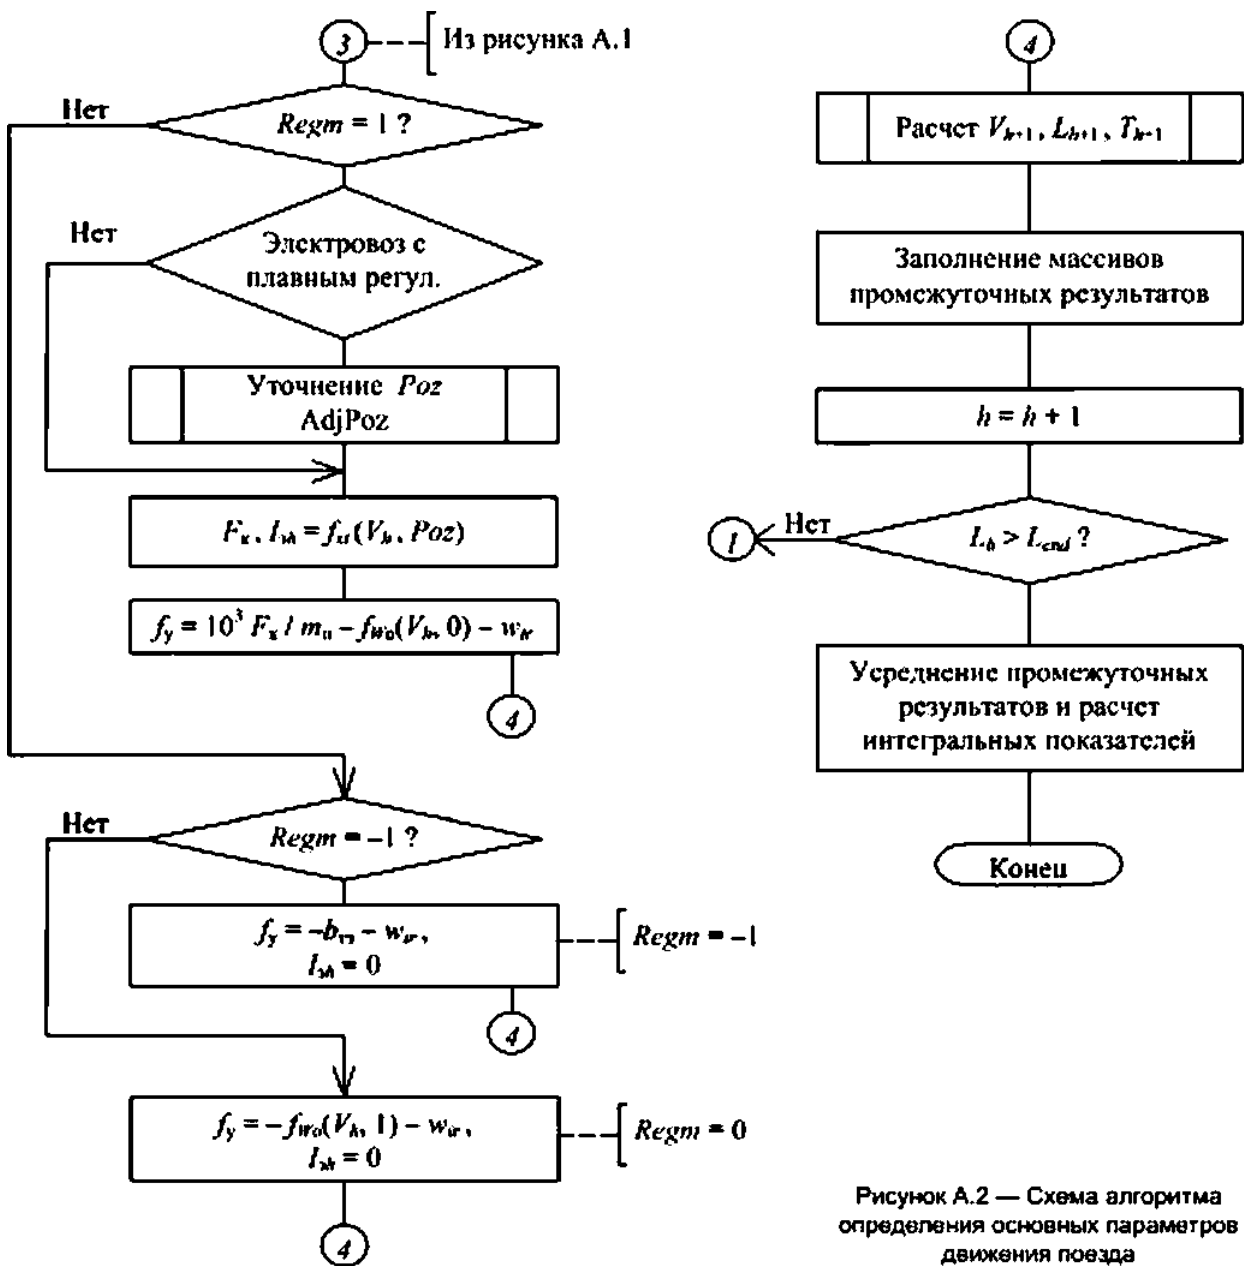 3
Из рисунка А.1
Нет
Regm = 1 ?
Нет
Электровоз с
плавным регул.
Уточнение Poz
AdjPoz
Fк, Iэh = fxt(Vh, Poz)
fy = 10³ Fк / mп – fwo(Vh, 0) – wir
4
Нет
Regm = –1 ?
fy = –bтр – wir,
Iэh = 0
Regm = –1
4
fy = –fwo(Vh, 1) – wir,
Iэh = 0
Regm = 0
4
4
Расчет Vh+1, Lh+1, Th+1
Заполнение массивов
промежуточных результатов
h = h + 1
1
Нет
Lh > Lend ?
Усреднение промежуточных
результатов и расчет
интегральных показателей
Конец
Рисунок А.2 — Схема алгоритма
определения основных параметров
движения поезда